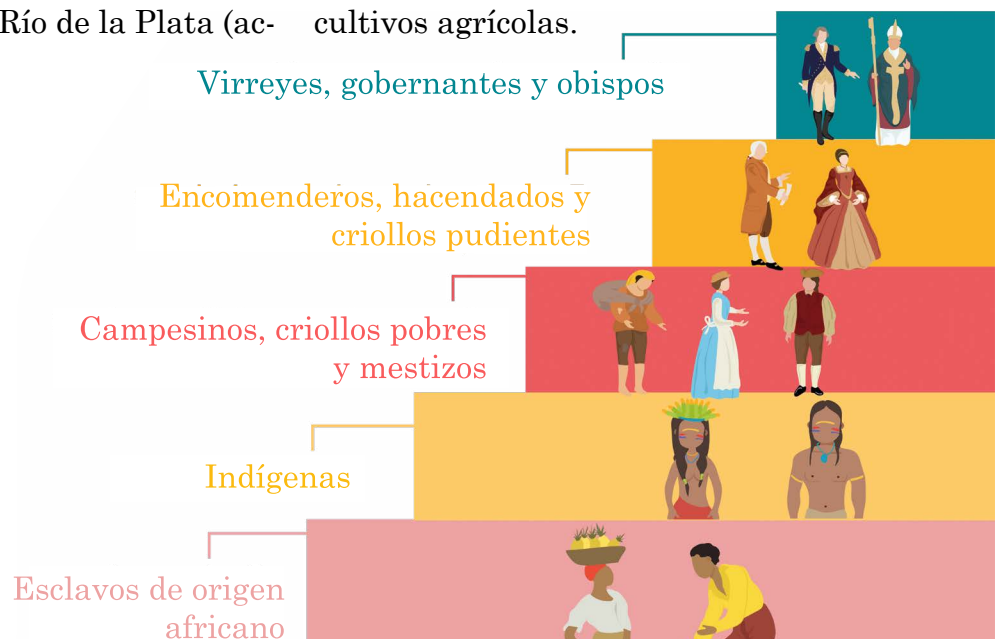 Río de la Plata (ac-
cultivos agrícolas.
Virreyes, gobernantes y obispos
Encomenderos, hacendados y
criollos pudientes
Campesinos, criollos pobres
y mestizos
Indígenas
Esclavos de origen
africano